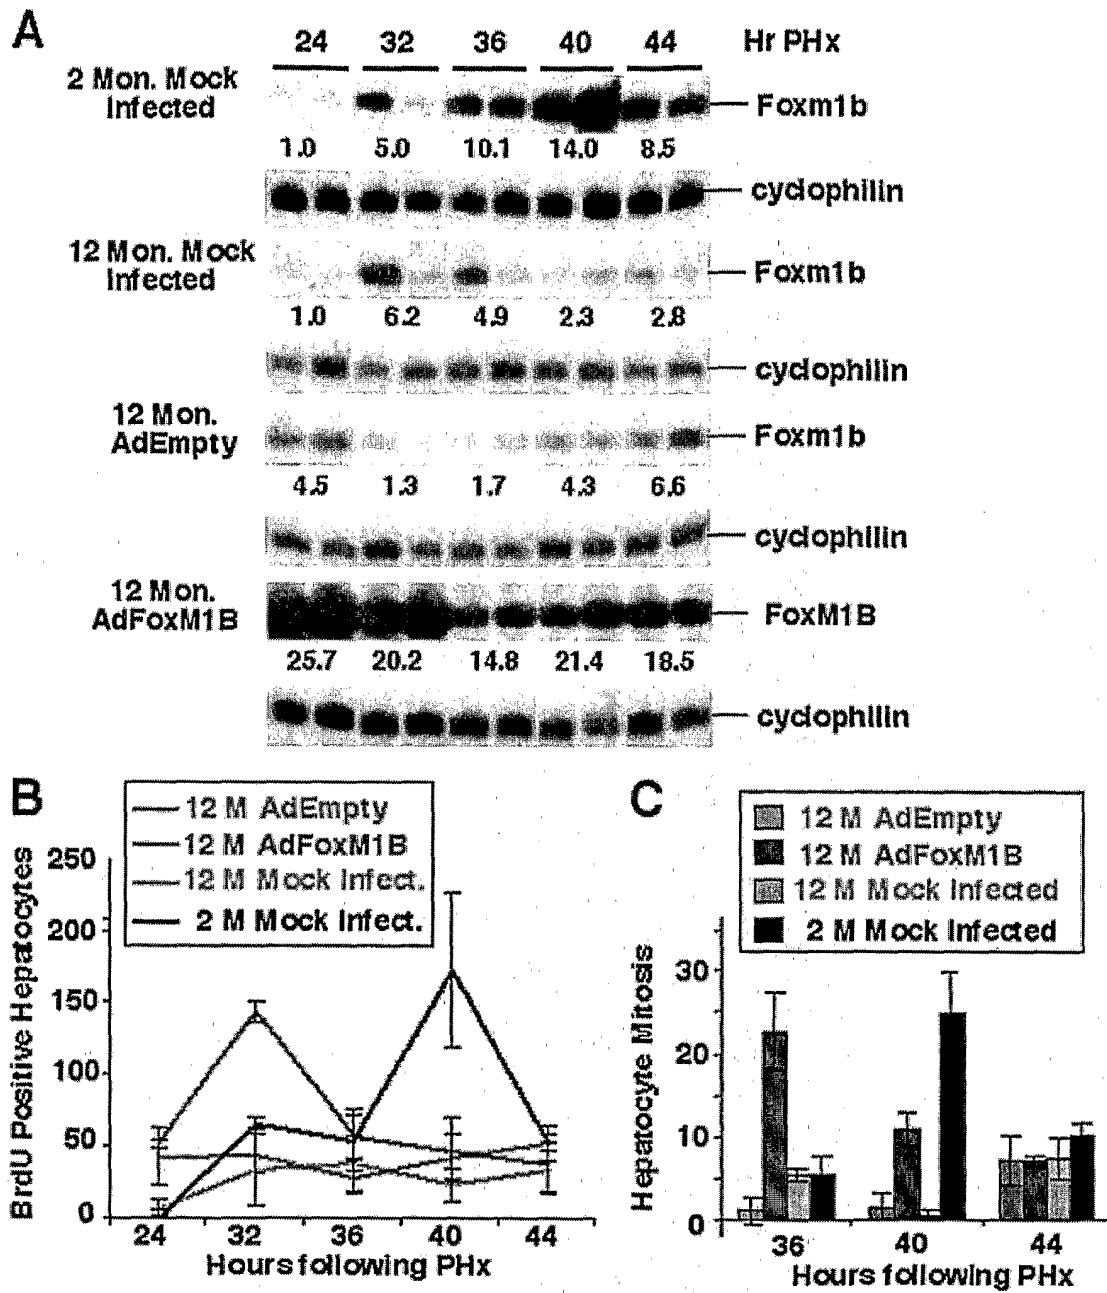 A
24 32 36 40 44 Hr PHx
2 Mon. Mock
Infected
Foxm1b
1.0 5.0 10.1 14.0 8.5
cyclophilin
12 Mon. Mock
Infected
Foxm1b
1.0 6.2 4.9 2.3 2.8
cyclophilin
12 Mon.
AdEmpty
Foxm1b
4.5 1.3 1.7 4.3 6.6
cyclophilin
12 Mon.
AdFoxM1B
FoxM1B
25.7 20.2 14.8 21.4 18.5
cyclophilin
B
12 M AdEmpty
12 M AdFoxM1B
12 M Mock Infect.
2 M Mock Infect.
BrdU Positive Hepatocytes
250
200
150
100
50
0
24 32 36 40 44
Hours following PHx
C
12 M AdEmpty
12 M AdFoxM1B
12 M Mock Infected
2 M Mock Infected
Hepatocyte Mitosis
30
20
10
0
36 40 44
Hours following PHx